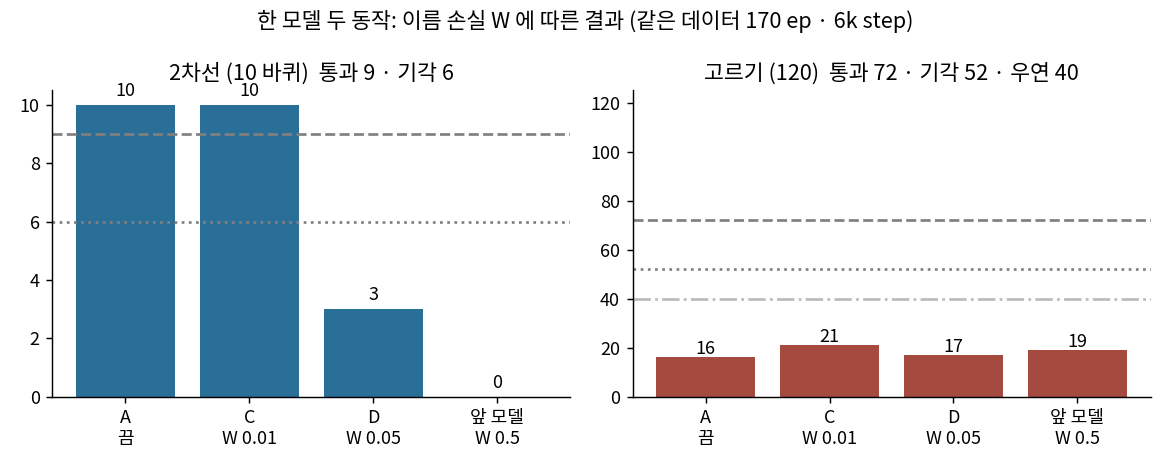 한 모델 두 동작: 이름 손실 W 에 따른 결과 (같은 데이터 170 ep · 6k step)
2차선 (10 바퀴)  통과 9 · 기각 6
10
8
6
4
2
0
10
10
3
0
A
끔
C
W 0.01
D
W 0.05
앞 모델
W 0.5
고르기 (120)  통과 72 · 기각 52 · 우연 40
120
100
80
60
40
20
0
16
21
17
19
A
끔
C
W 0.01
D
W 0.05
앞 모델
W 0.5